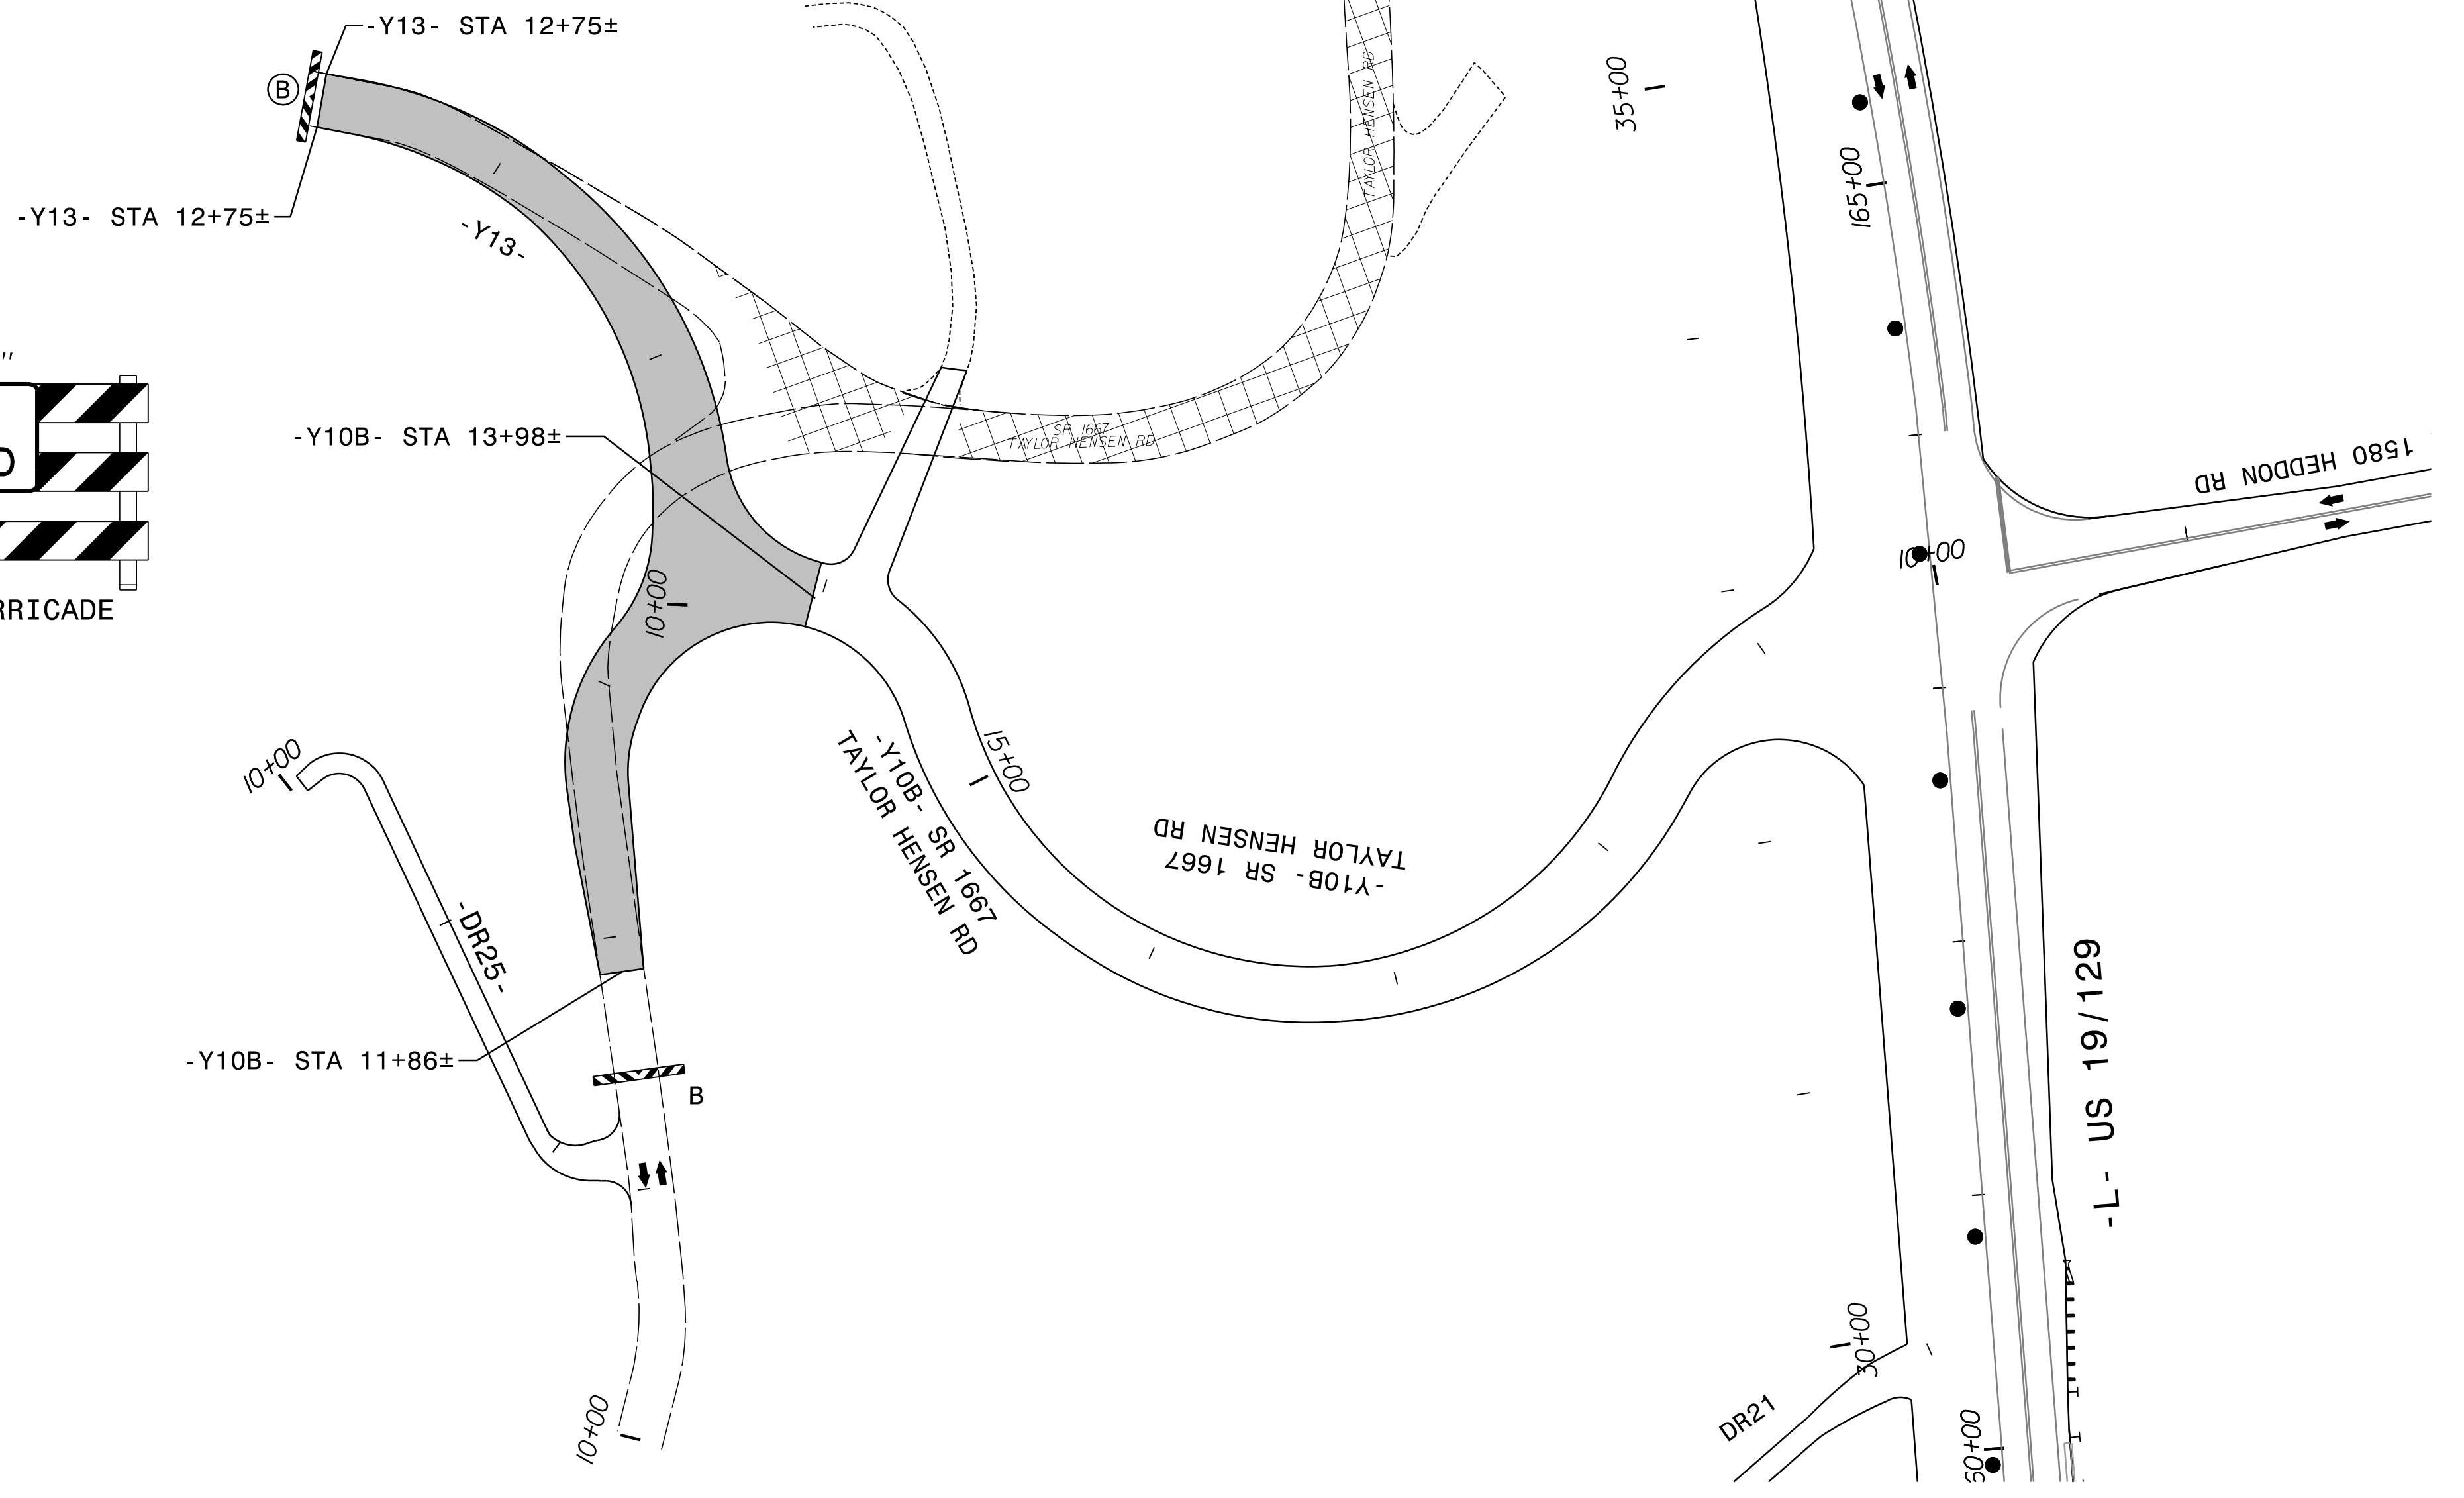 -Y13- STA 12+75±
B
-Y13- STA 12+75±
-Y13-
TAYLOR HENSEN RD
35+00
165+00
"
-Y10B- STA 13+98±
SR 1667
TAYLOR HENSEN RD
1580 HEDDON RD
D
RRICADE
10+00
10+00
10+00
-Y10B- SR 1667
TAYLOR HENSEN RD
15+00
-Y10B- SR 1667
TAYLOR HENSEN RD
-DR25-
-L- US 19/129
-Y10B- STA 11+86±
B
30+00
DR21
10+00
60+00